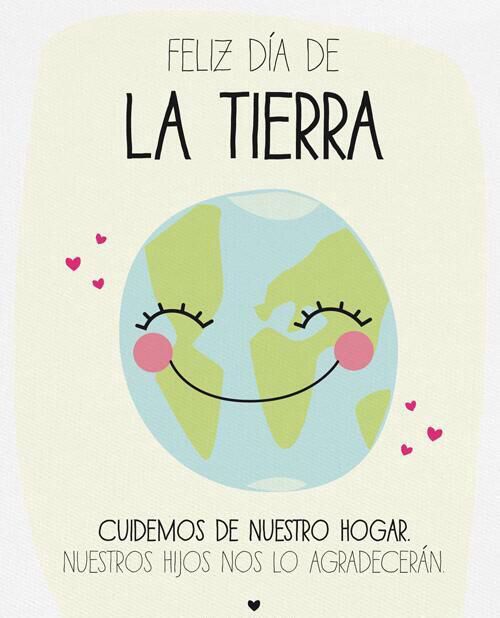 FELIZ DÍA DE
LA TIERRA
CUIDEMOS DE NUESTRO HOGAR.
NUESTROS HIJOS NOS LO AGRADECERÁN.